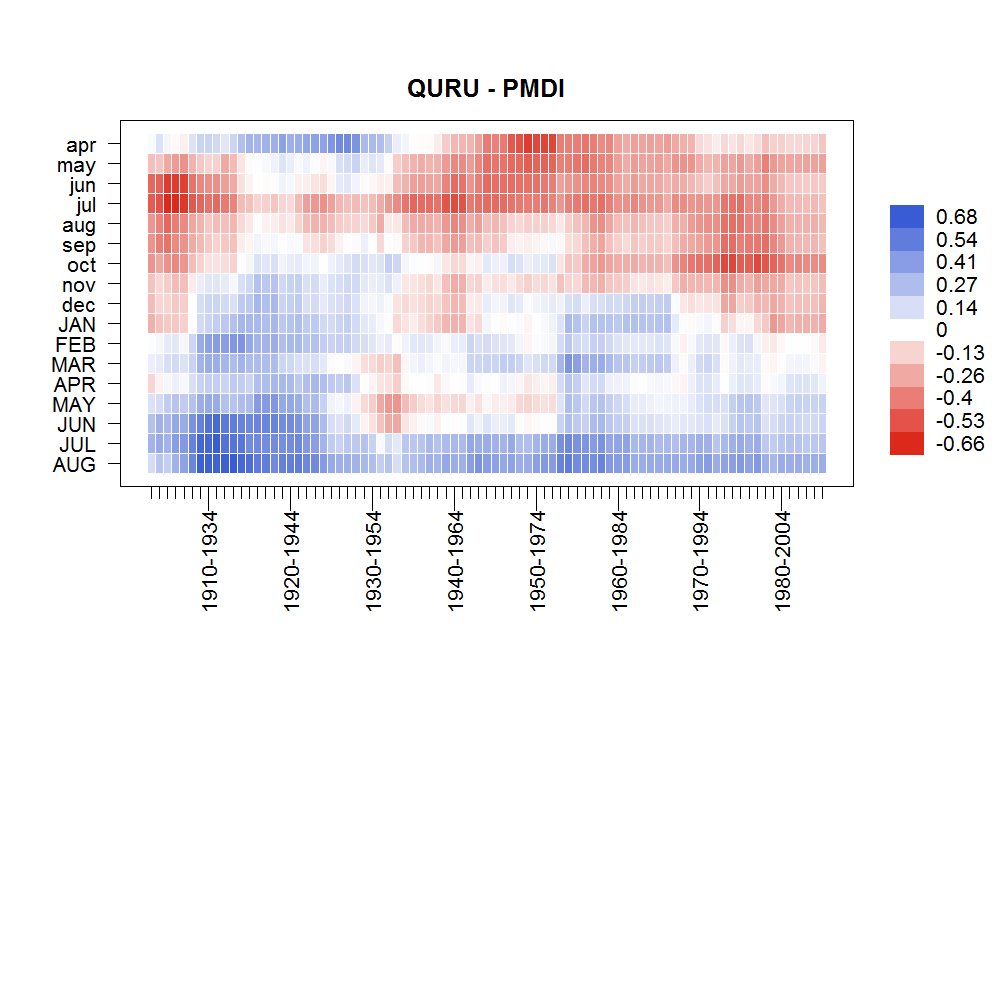 QURU - PMDI
apr
may
jun
jul
aug
sep
oct
nov
dec
JAN
FEB
MAR
APR
MAY
JUN
JUL
AUG
0.68
0.54
0.41
0.27
0.14
0
-0.13
-0.26
-0.4
-0.53
-0.66
1910-1934
1920-1944
1930-1954
1940-1964
1950-1974
1960-1984
1970-1994
1980-2004